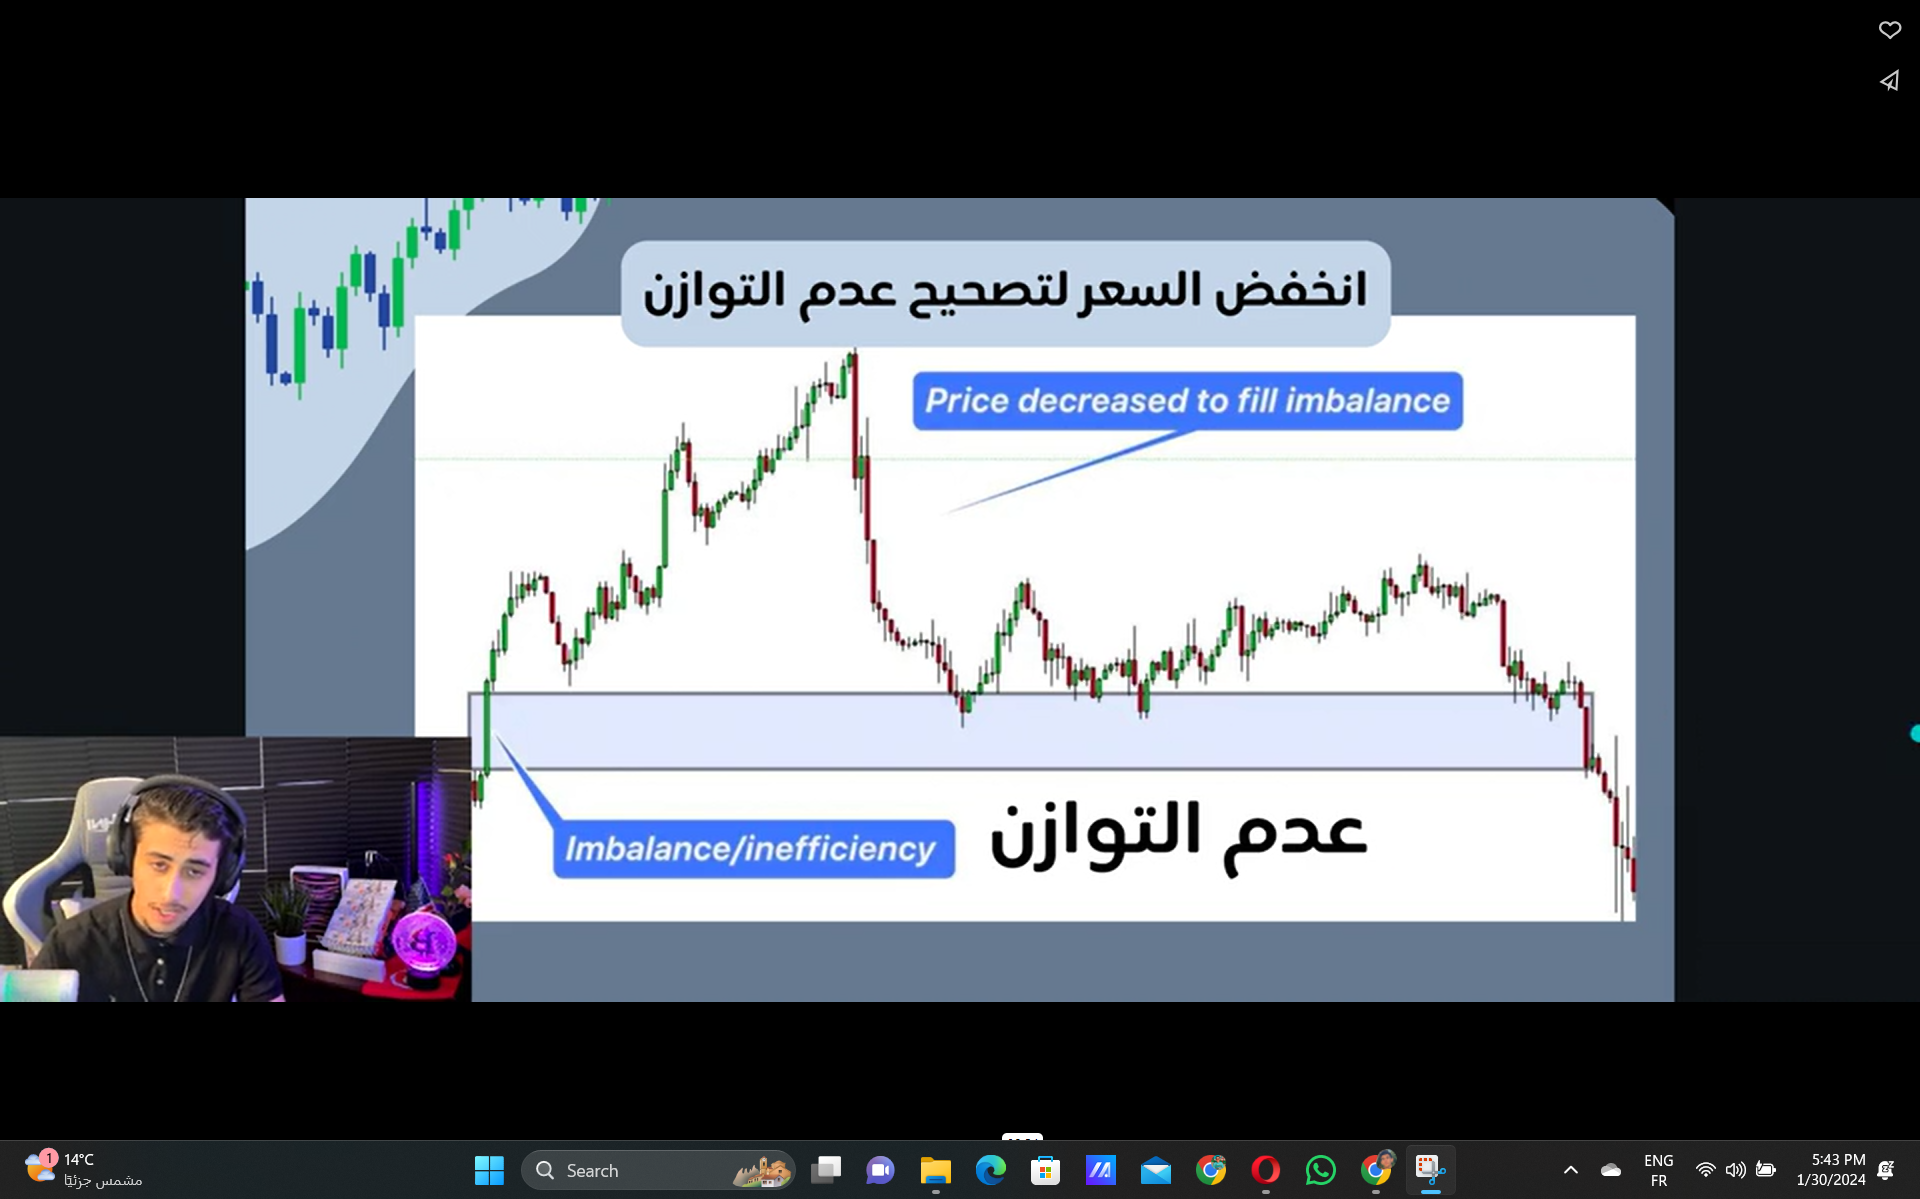 انخفض السعر لتصحيح عدم التوازن
Price decreased to fill imbalance
Imbalance/inefficiency
عدم التوازن
1
14°C
مشمس جزئيًا
Search
ENG
FR
5:43 PM
1/30/2024